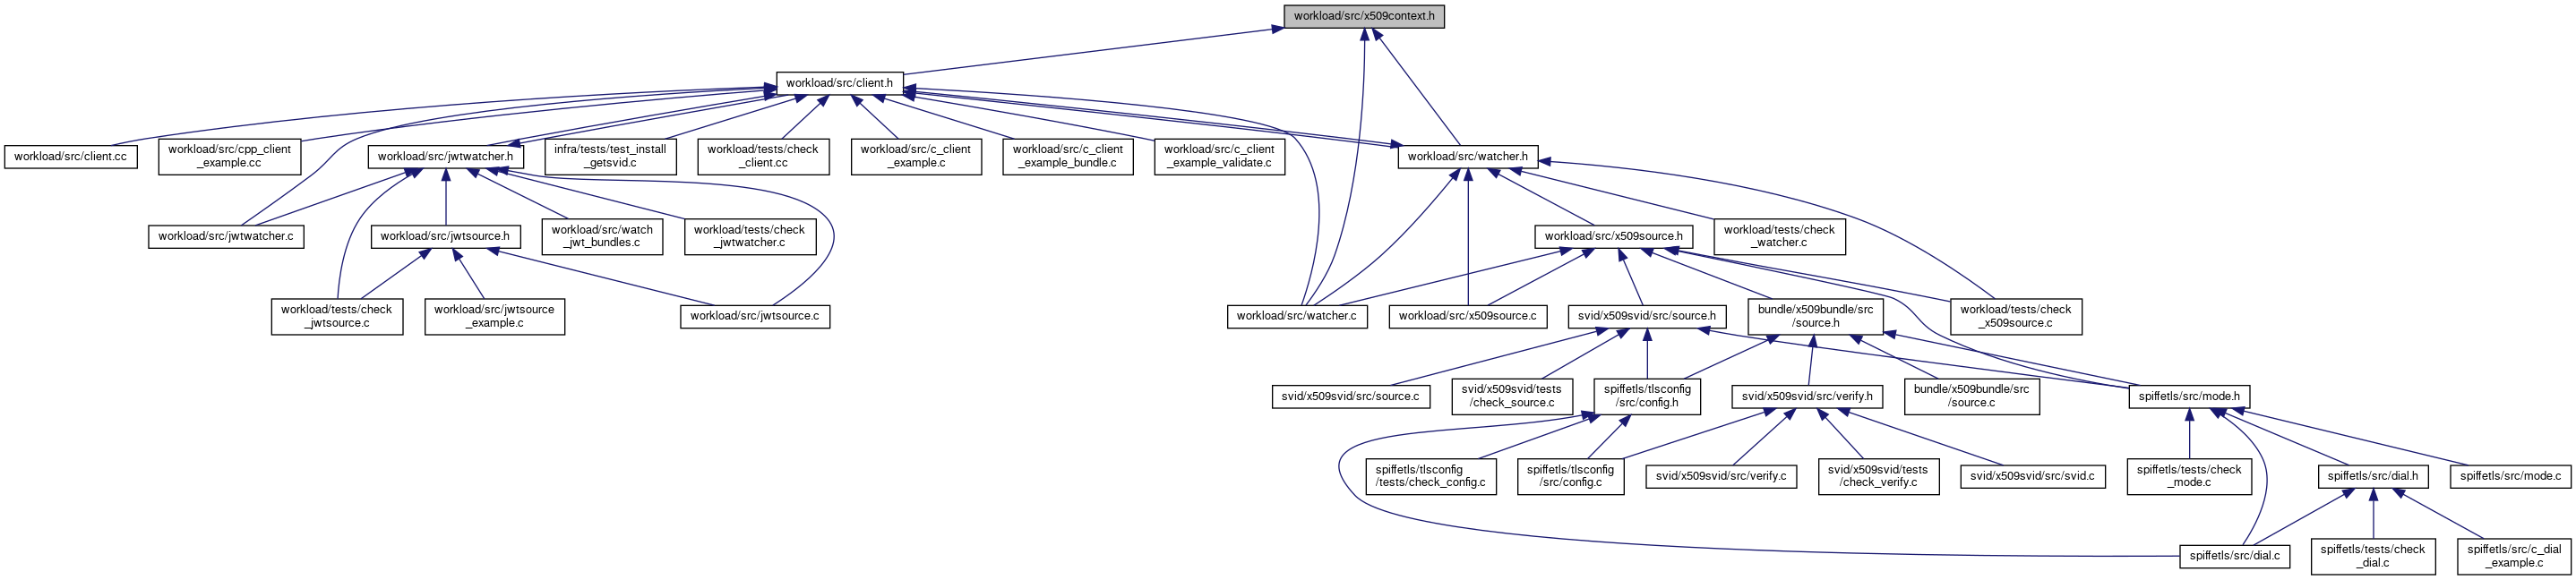 workload/src/x509context.h
workload/src/client.h
workload/src/client.cc
workload/src/cpp_client
_example.cc
workload/src/jwtwatcher.h
infra/tests/test_install
_getsvid.c
workload/tests/check
_client.cc
workload/src/c_client
_example.c
workload/src/c_client
_example_bundle.c
workload/src/c_client
_example_validate.c
workload/src/watcher.h
workload/src/jwtwatcher.c
workload/src/jwtsource.h
workload/src/watch
_jwt_bundles.c
workload/tests/check
_jwtwatcher.c
workload/src/x509source.h
workload/tests/check
_watcher.c
workload/tests/check
_jwtsource.c
workload/src/jwtsource
_example.c
workload/src/jwtsource.c
workload/src/watcher.c
workload/src/x509source.c
svid/x509svid/src/source.h
bundle/x509bundle/src
/source.h
workload/tests/check
_x509source.c
svid/x509svid/src/source.c
svid/x509svid/tests
/check_source.c
spiffetls/tlsconfig
/src/config.h
svid/x509svid/src/verify.h
bundle/x509bundle/src
/source.c
spiffetls/src/mode.h
spiffetls/tlsconfig
/tests/check_config.c
spiffetls/tlsconfig
/src/config.c
svid/x509svid/src/verify.c
svid/x509svid/tests
/check_verify.c
svid/x509svid/src/svid.c
spiffetls/tests/check
_mode.c
spiffetls/src/dial.h
spiffetls/src/mode.c
spiffetls/src/dial.c
spiffetls/tests/check
_dial.c
spiffetls/src/c_dial
_example.c